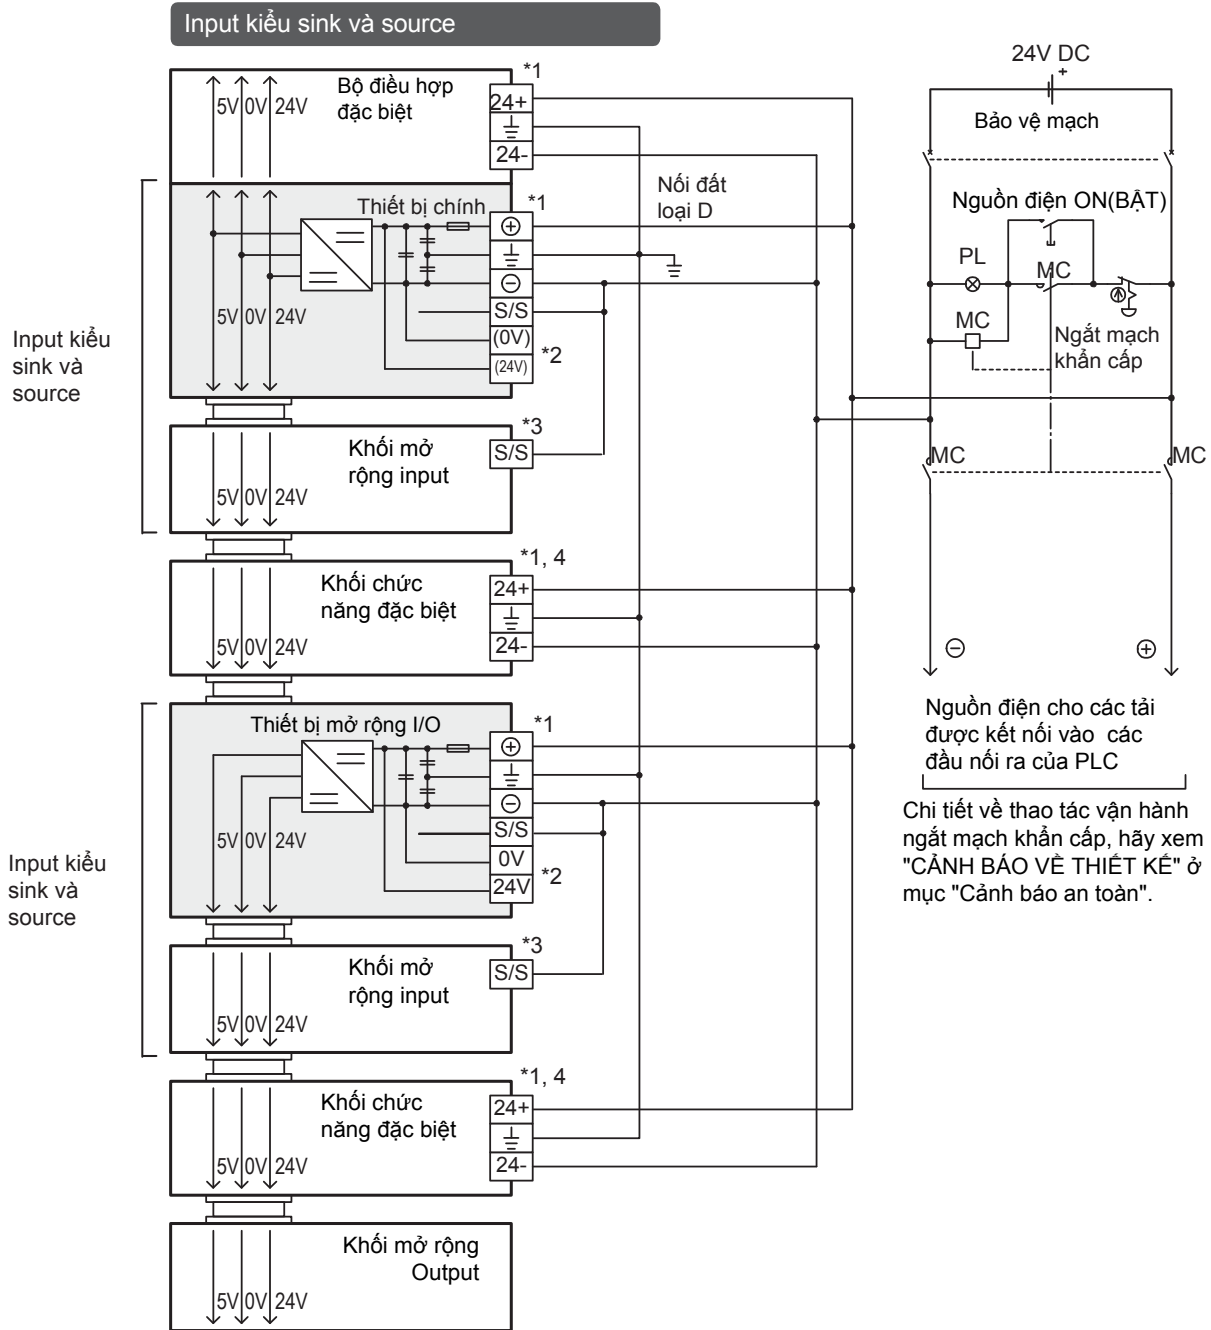 Input kiểu sink và source
Bộ điều hợp
đặc biệt
*1
5V 0V 24V
24+
24-
Thiết bị chính
*1
Nối đất
loại D
S/S
(0V)
(24V)
*2
5V 0V 24V
Input kiểu
sink và
source
Khối mở
rộng input
*3
S/S
5V 0V 24V
Khối chức
năng đặc biệt
*1, 4
24+
24-
5V 0V 24V
Thiết bị mở rộng I/O
*1
+
-
S/S
0V
24V
*2
5V 0V 24V
Input kiểu
sink và
source
Khối mở
rộng input
*3
S/S
5V 0V 24V
Khối chức
năng đặc biệt
*1, 4
24+
24-
5V 0V 24V
Khối mở rộng
Output
5V 0V 24V
24V DC
+
Bảo vệ mạch
Nguồn điện ON(BẬT)
PL
MC
MC
Ngắt mạch
khẩn cấp
MC
MC
-
+
Nguồn điện cho các tải
được kết nối vào các
đầu nối ra của PLC
Chi tiết về thao tác vận hành
ngắt mạch khẩn cấp, hãy xem
"CẢNH BÁO VỀ THIẾT KẾ" ở
mục "Cảnh báo an toàn".